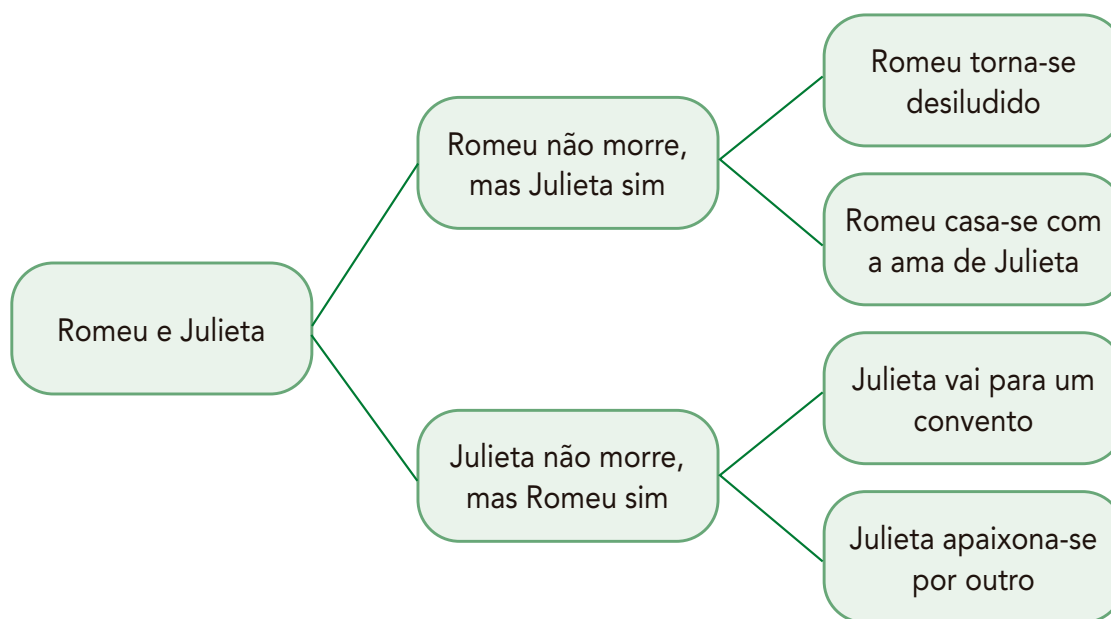 Romeu e Julieta
Romeu não morre,
mas Julieta sim
Romeu torna-se
desiludido
Romeu casa-se com
a ama de Julieta
Julieta não morre,
mas Romeu sim
Julieta vai para um
convento
Julieta apaixona-se
por outro